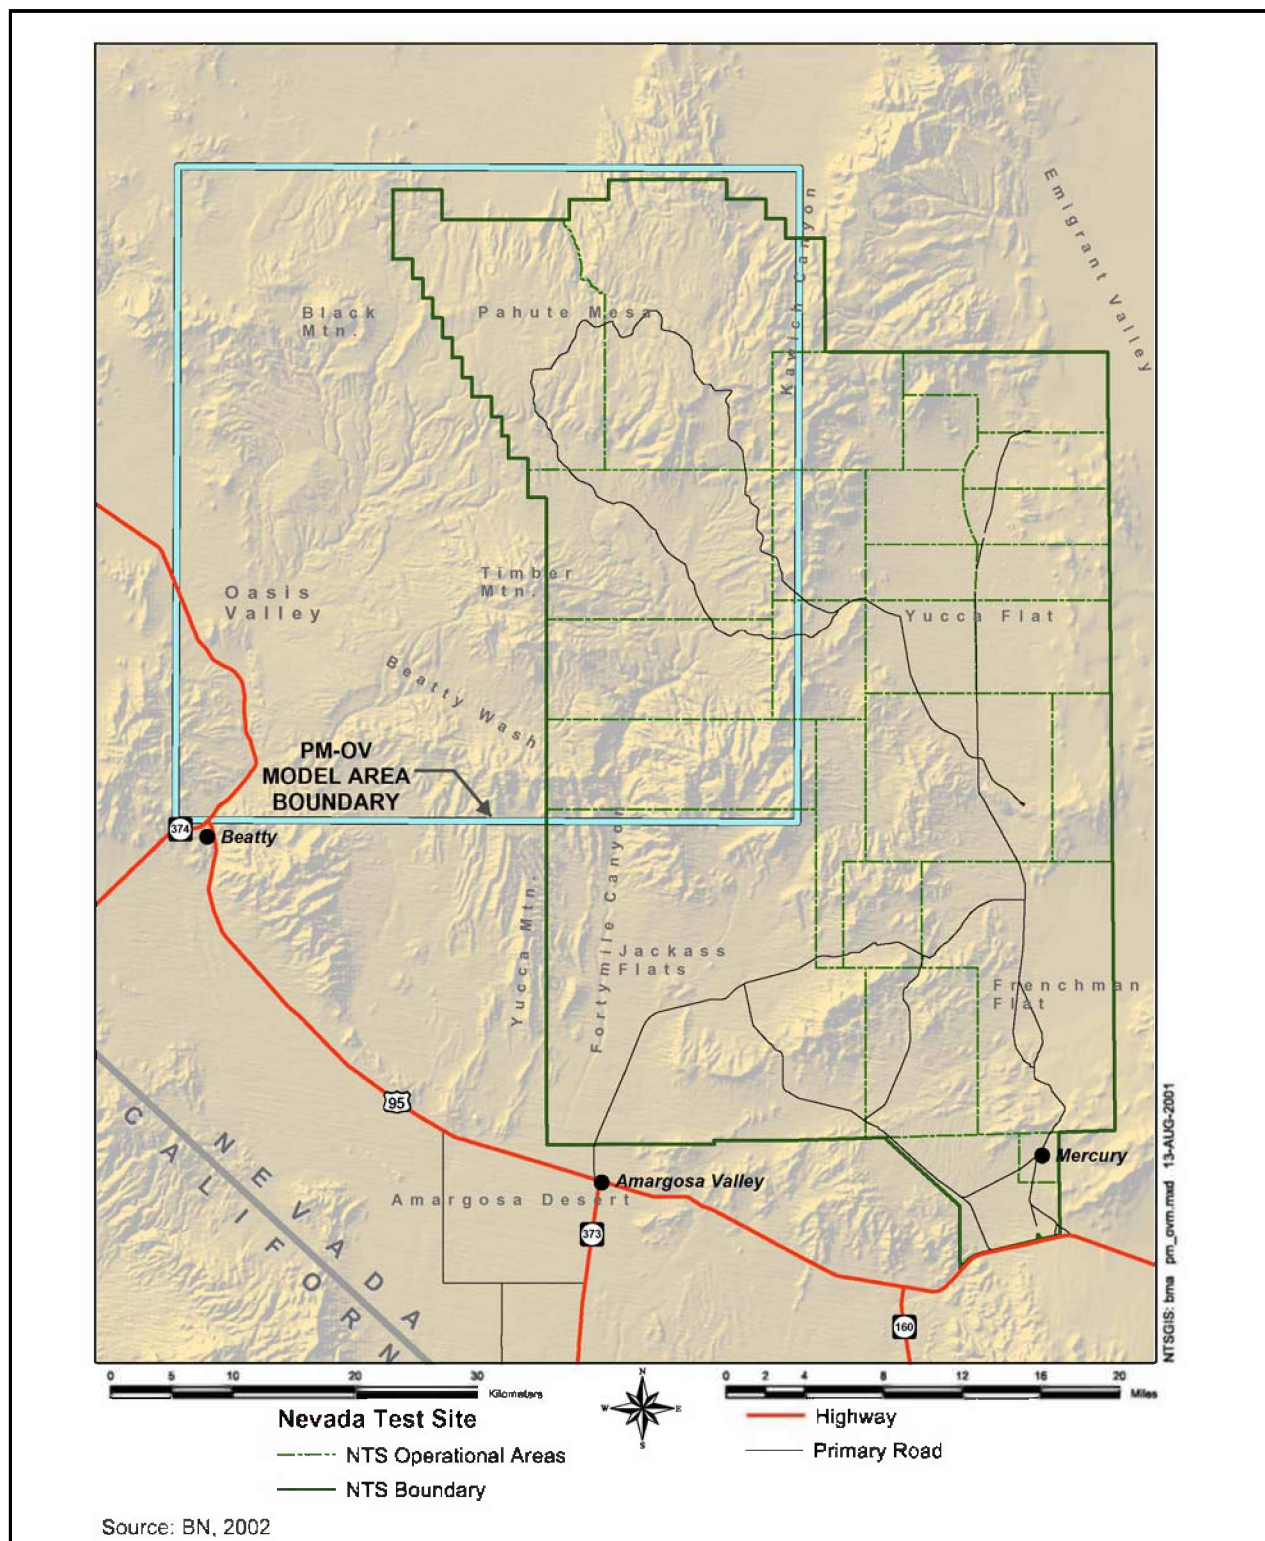 Emigrant Valley
Kawich Canyon
Black
Mtn.
Pahute Mesa
Oasis
Valley
Timber
Mtn.
Yucca Flat
Beatty Wash
PM-OV
MODEL AREA
BOUNDARY
374
Beatty
Yucca Mtn.
Fortymile Canyon
Jackass
Flats
Frenchman
Flat
95
NEVADA
CALIFORN
Mercury
Amargosa Valley
Amargosa Desert
373
160
NTSGIS: bma pm_ovm.mxd 13-AUG-2001
0 5 10 20 30
Kilometers
N
W E
S
0 2 4 8 12 16 20
Miles
Nevada Test Site
NTS Operational Areas
NTS Boundary
Highway
Primary Road
Source: BN, 2002